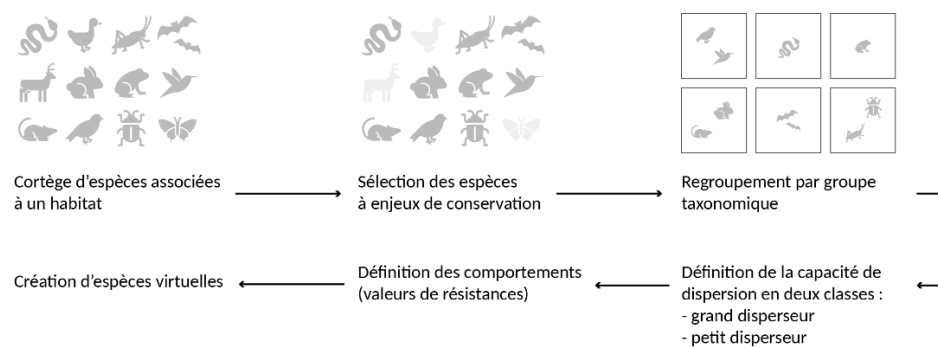 Cortège d'espèces associées
à un habitat
Sélection des espèces
à enjeux de conservation
Regroupement par groupe
taxonomique
Définition de la capacité de
dispersion en deux classes :
- grand disperseur
- petit disperseur
Définition des comportements
(valeurs de résistances)
Création d'espèces virtuelles